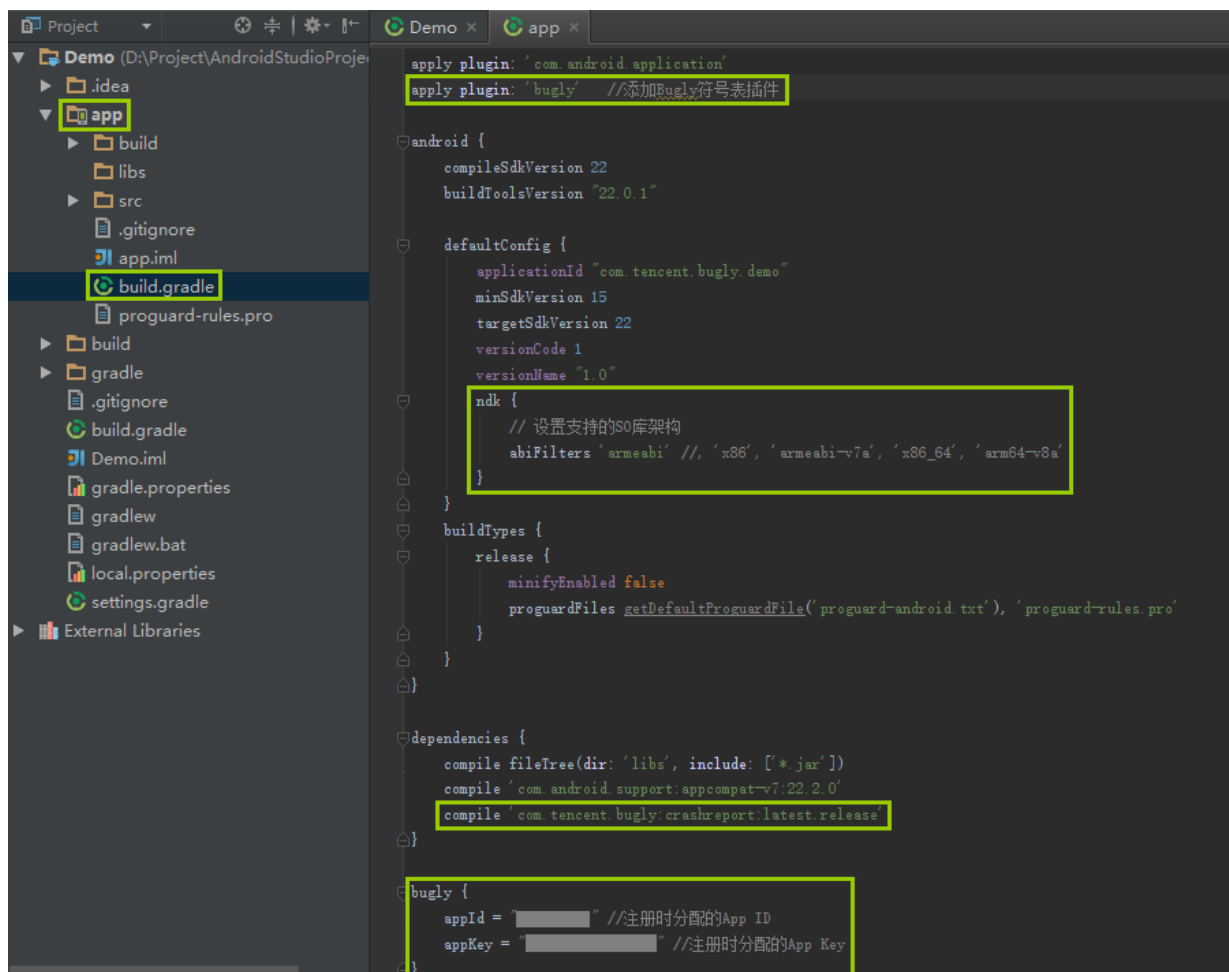 Project
Demo
app
Demo (D:\Project\AndroidStudioProje
.idea
app
build
libs
src
.gitignore
app.iml
build.gradle
proguard-rules.pro
build
gradle
.gitignore
build.gradle
Demo.iml
gradle.properties
gradlew
gradlew.bat
local.properties
settings.gradle
External Libraries
apply plugin: 'com.android.application'
apply plugin: 'bugly' //添加Bugly符号表插件
android {
compileSdkVersion 22
buildToolsVersion "22.0.1"
defaultConfig {
applicationId "com.tencent.bugly.demo"
minSdkVersion 15
targetSdkVersion 22
versionCode 1
versionName "1.0"
ndk {
// 设置支持的SO库架构
abiFilters 'armeabi' //, 'x86', 'armeabi-v7a', 'x86_64', 'arm64-v8a'
}
}
buildTypes {
release {
minifyEnabled false
proguardFiles getDefaultProguardFile('proguard-android.txt'), 'proguard-rules.pro'
}
}
}
dependencies {
compile fileTree(dir: 'libs', include: ['*.jar'])
compile 'com.android.support:appcompat-v7:22.2.0'
compile 'com.tencent.bugly:crashreport:latest.release'
}
bugly {
appId = " " //注册时分配的App ID
appKey = " " //注册时分配的App Key
}